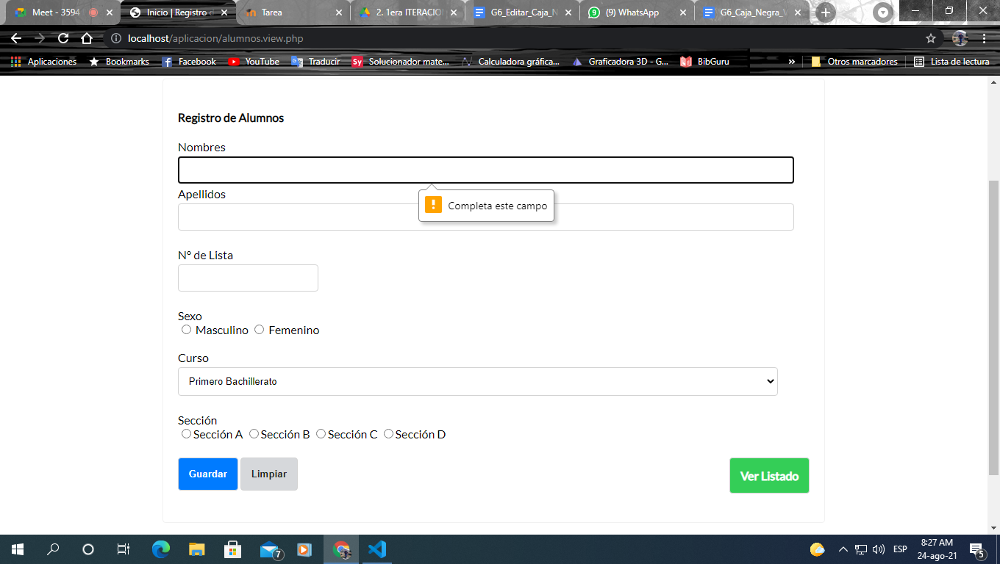 Meet - 3594
Inicio | Registro
Tarea
2. 1era ITERACIO
G6_Editar_Caja_N
(9) WhatsApp
G6_Caja_Negra_V
localhost/aplicacion/alumnos.view.php
Aplicaciones
Bookmarks
Facebook
YouTube
Traducir
Sy
Solucionador mate...
Calculadora gráfica...
Graficadora 3D - G...
BibGuru
»
Otros marcadores
Lista de lectura
Registro de Alumnos
Nombres
Completa este campo
Apellidos
N° de Lista
Sexo
Masculino Femenino
Curso
Primero Bachillerato
Sección
Sección A Sección B Sección C Sección D
Guardar Limpiar Ver Listado
7
ESP
8:27 AM
24-ago-21
5